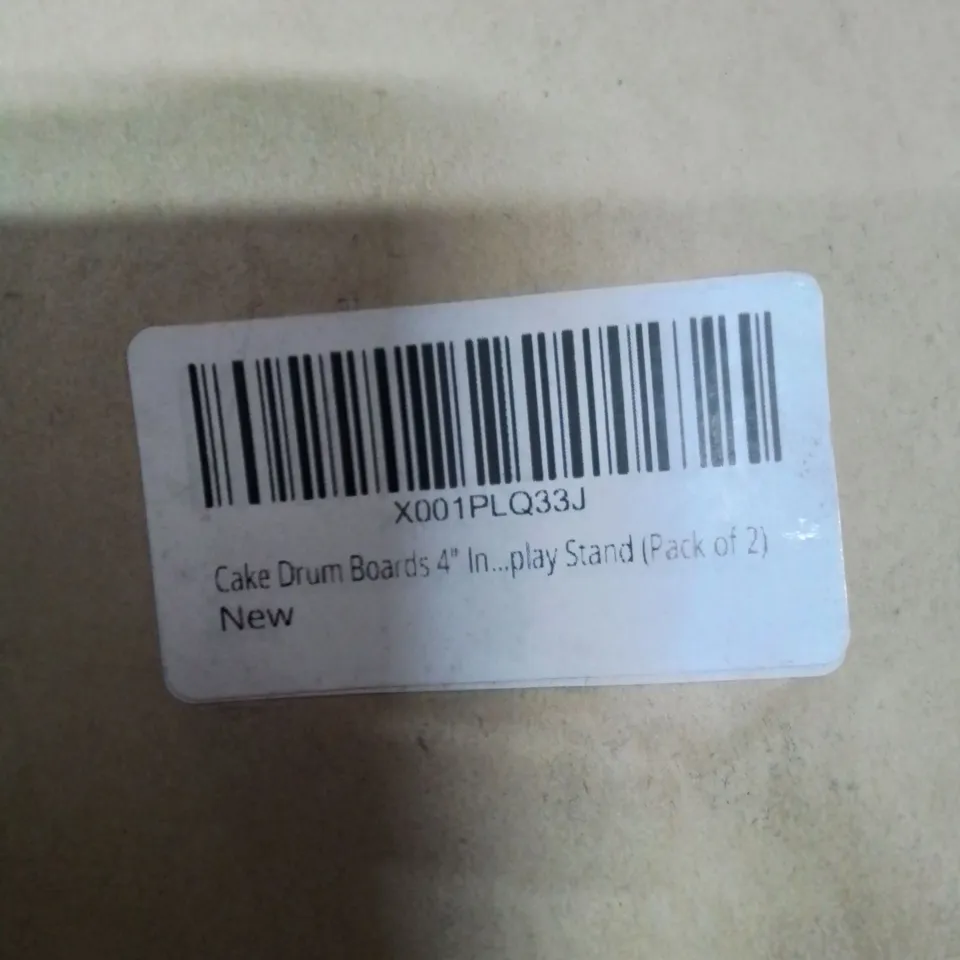 X001PLQ33J
Cake Drum Boards 4" In...play Stand (Pack of 2)
New